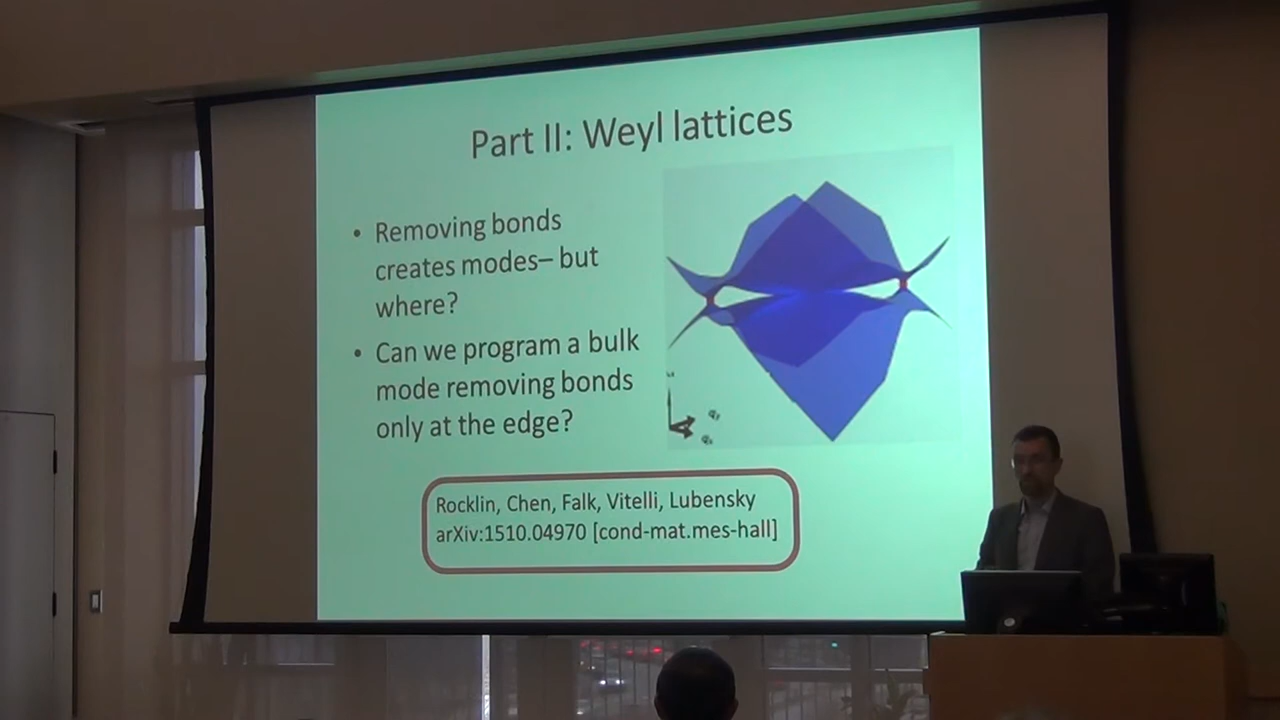 Part II: Weyl lattices
• Removing bonds
creates modes– but
where?
• Can we program a bulk
mode removing bonds
only at the edge?
Rocklin, Chen, Falk, Vitelli, Lubensky
arXiv:1510.04970 [cond-mat.mes-hall]